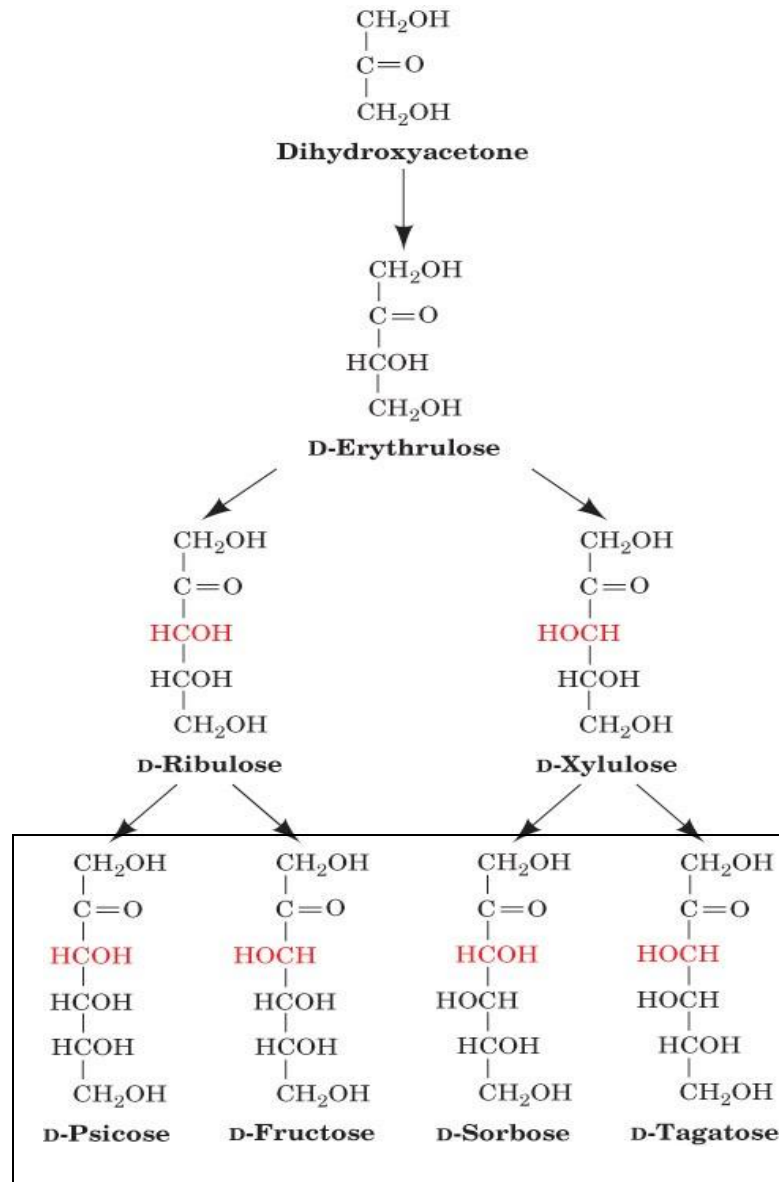 CH₂OH
C=O
CH₂OH
Dihydroxyacetone
CH₂OH
C=O
HCOH
CH₂OH
D-Erythrulose
CH₂OH CH₂OH
C=O C=O
HCOH HOCH
HCOH HCOH
CH₂OH CH₂OH
D-Ribulose D-Xylulose
CH₂OH CH₂OH CH₂OH CH₂OH
C=O C=O C=O C=O
HCOH HOCH HCOH HOCH
HCOH HCOH HOCH HOCH
HCOH HCOH HCOH HCOH
CH₂OH CH₂OH CH₂OH CH₂OH
D-Psicose D-Fructose D-Sorbose D-Tagatose